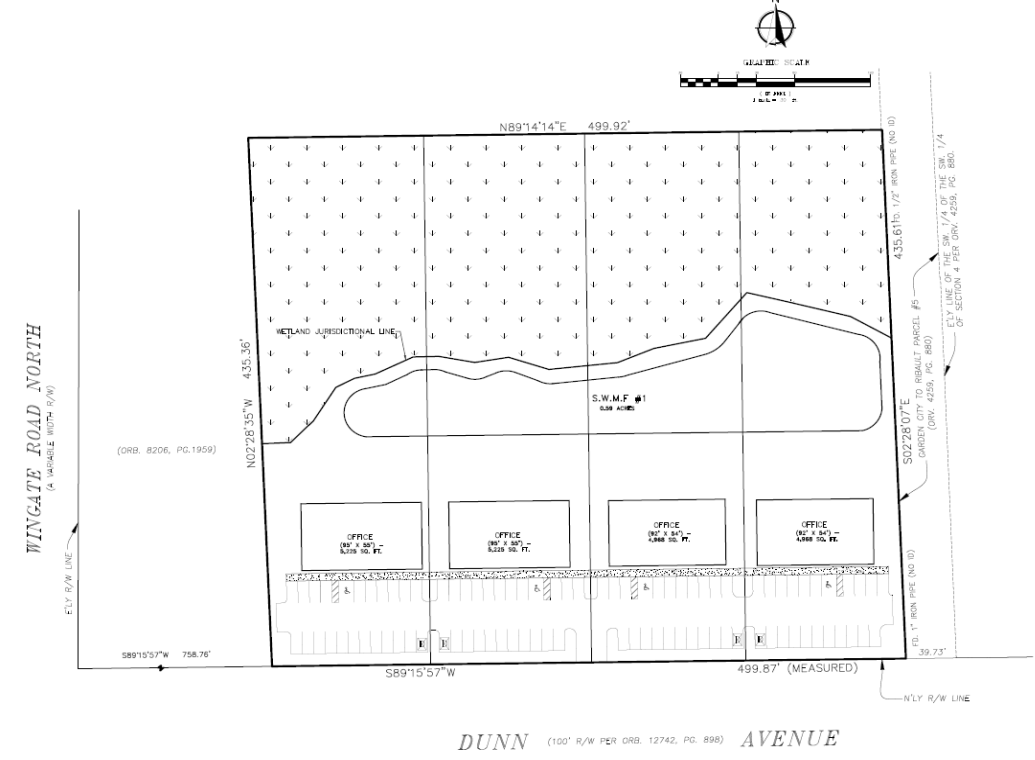 N
GRAPHIC SCALE
N89°14'14"E 499.92'
435.61'
FD. 1/2" IRON PIPE (NO ID)
E'LY LINE OF THE SW. 1/4 OF THE SW. 1/4
OF SECTION 4 PER ORV. 4259, PG. 880.
WETLAND JURISDICTIONAL LINE
435.36'
N02°28'35"W
S.W.M.F #1
0.59 ACRES
S02°28'07"E
GARDEN CITY TO RIBAULT PARCEL #5
(ORV. 4259, PG. 880)
WINGATE ROAD NORTH
(A VARIABLE WIDTH R/W)
(ORB. 8206, PG.1959)
E'LY R/W LINE
OFFICE
(95' X 55') –
5,225 SQ. FT.
OFFICE
(95' X 55') –
5,225 SQ. FT.
OFFICE
(92' X 54') –
4,968 SQ. FT.
OFFICE
(92' X 54') –
4,968 SQ. FT.
FD. 1" IRON PIPE (NO ID)
S89°15'57"W 758.76'
39.73'
S89°15'57"W
499.87' (MEASURED)
N'LY R/W LINE
DUNN (100' R/W PER ORB. 12742, PG. 898) AVENUE